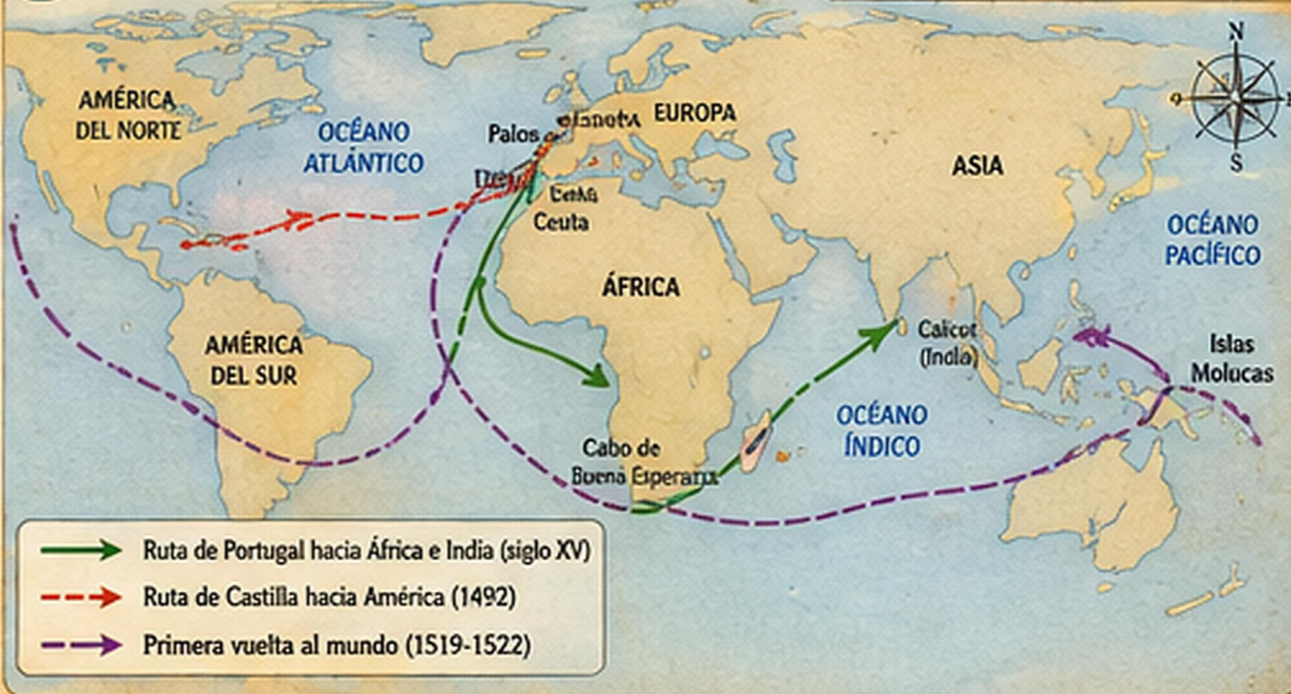 N
S
AMÉRICA
DEL NORTE
OCÉANO
ATLÁNTICO
Palos
EUROPA
ASIA
Ceuta
OCÉANO
PACÍFICO
ÁFRICA
AMÉRICA
DEL SUR
Calicut
(India)
Islas
Molucas
OCÉANO
ÍNDICO
Cabo de
Buena Esperanza
Ruta de Portugal hacia África e India (siglo XV)
Ruta de Castilla hacia América (1492)
Primera vuelta al mundo (1519-1522)